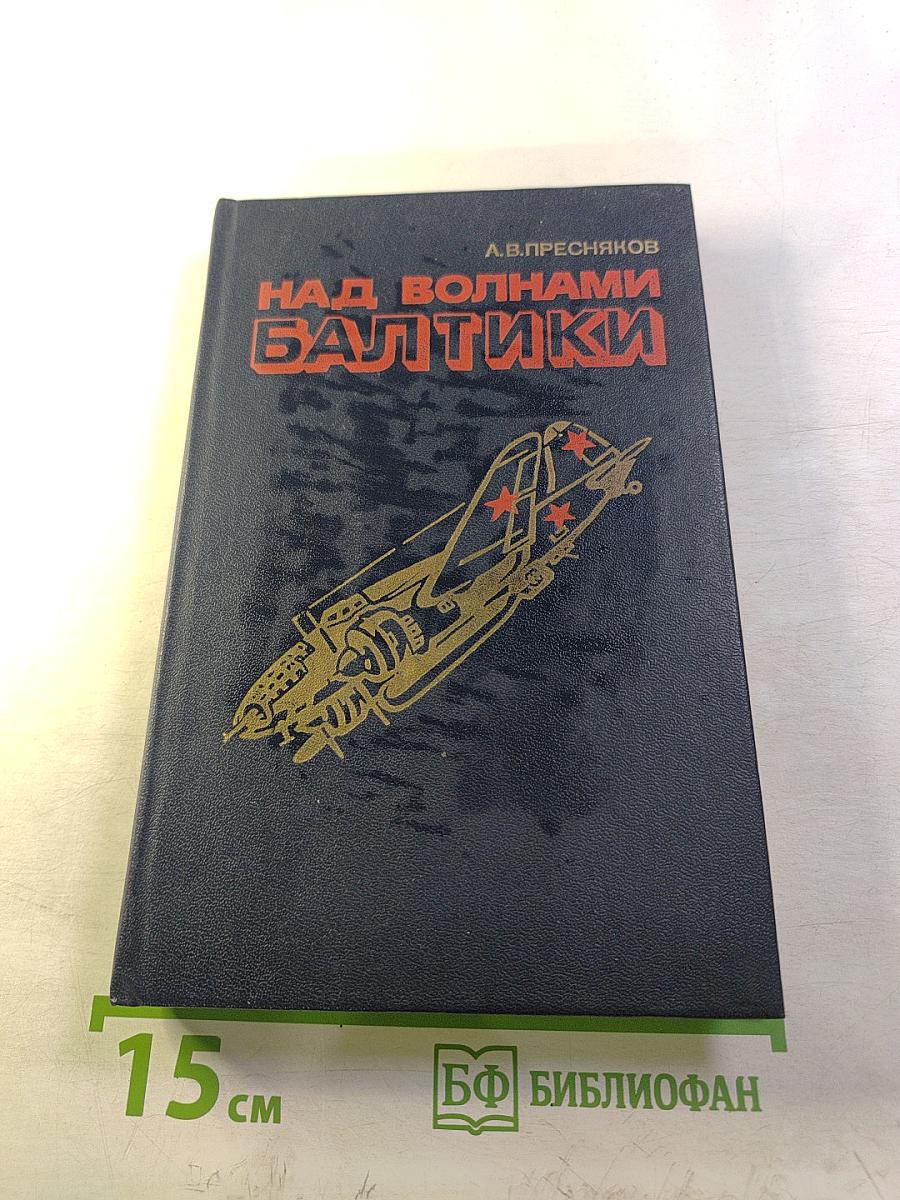 А.В.ПРЕСНЯКОВ
НАД ВОЛНАМИ
БАЛТИКИ
15 см
БФ БИБЛИОФАН